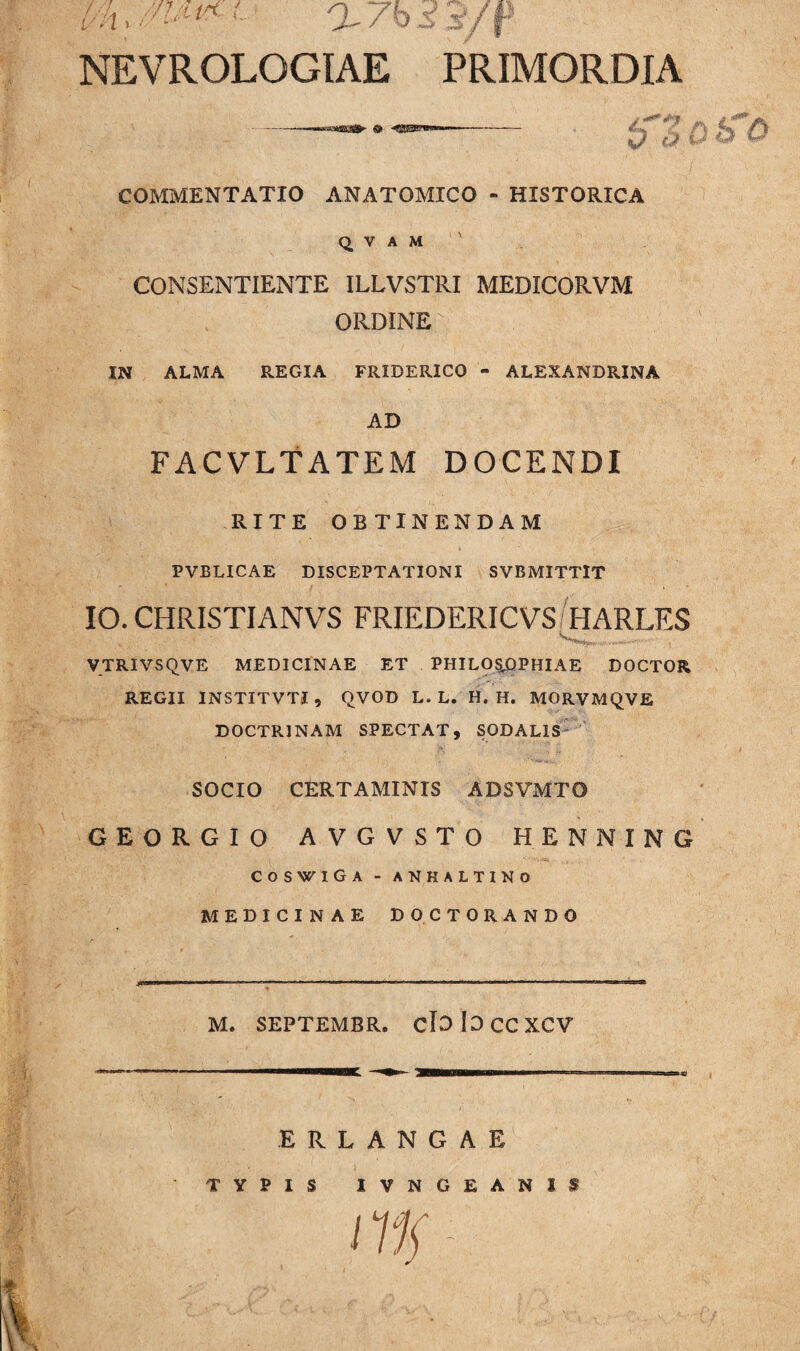 27633/p
NEVROLOGIAE PRIMORDIA
53050
COMMENTATIO ANATOMICO - HISTORICA
QVAM
CONSENTIENTE ILLVSTRI MEDICORVM
ORDINE
IN ALMA REGIA FRIDERICO - ALEXANDRINA
AD
FACVLTATEM DOCENDI
RITE OBTINENDAM
PVBLICAE DISCEPTATIONI SVBMITTIT
IO. CHRISTIANVS FRIEDERICVS HARLES
VTRIVSQVE MEDICINAE ET PHILOSOPHIAE DOCTOR
REGII INSTITVTI, QVOD L. L. H. H. MORVMQVE
DOCTRINAM SPECTAT, SODALIS
SOCIO CERTAMINIS ADSVMTO
GEORGIO AVGVSTO HENNING
COSWIGA - ANHALTINO
MEDICINAE DOCTORANDO
M. SEPTEMBR. cIↃ IↃ CC XCV
ERLANGAE
TYPIS IVNGEANIS
1795